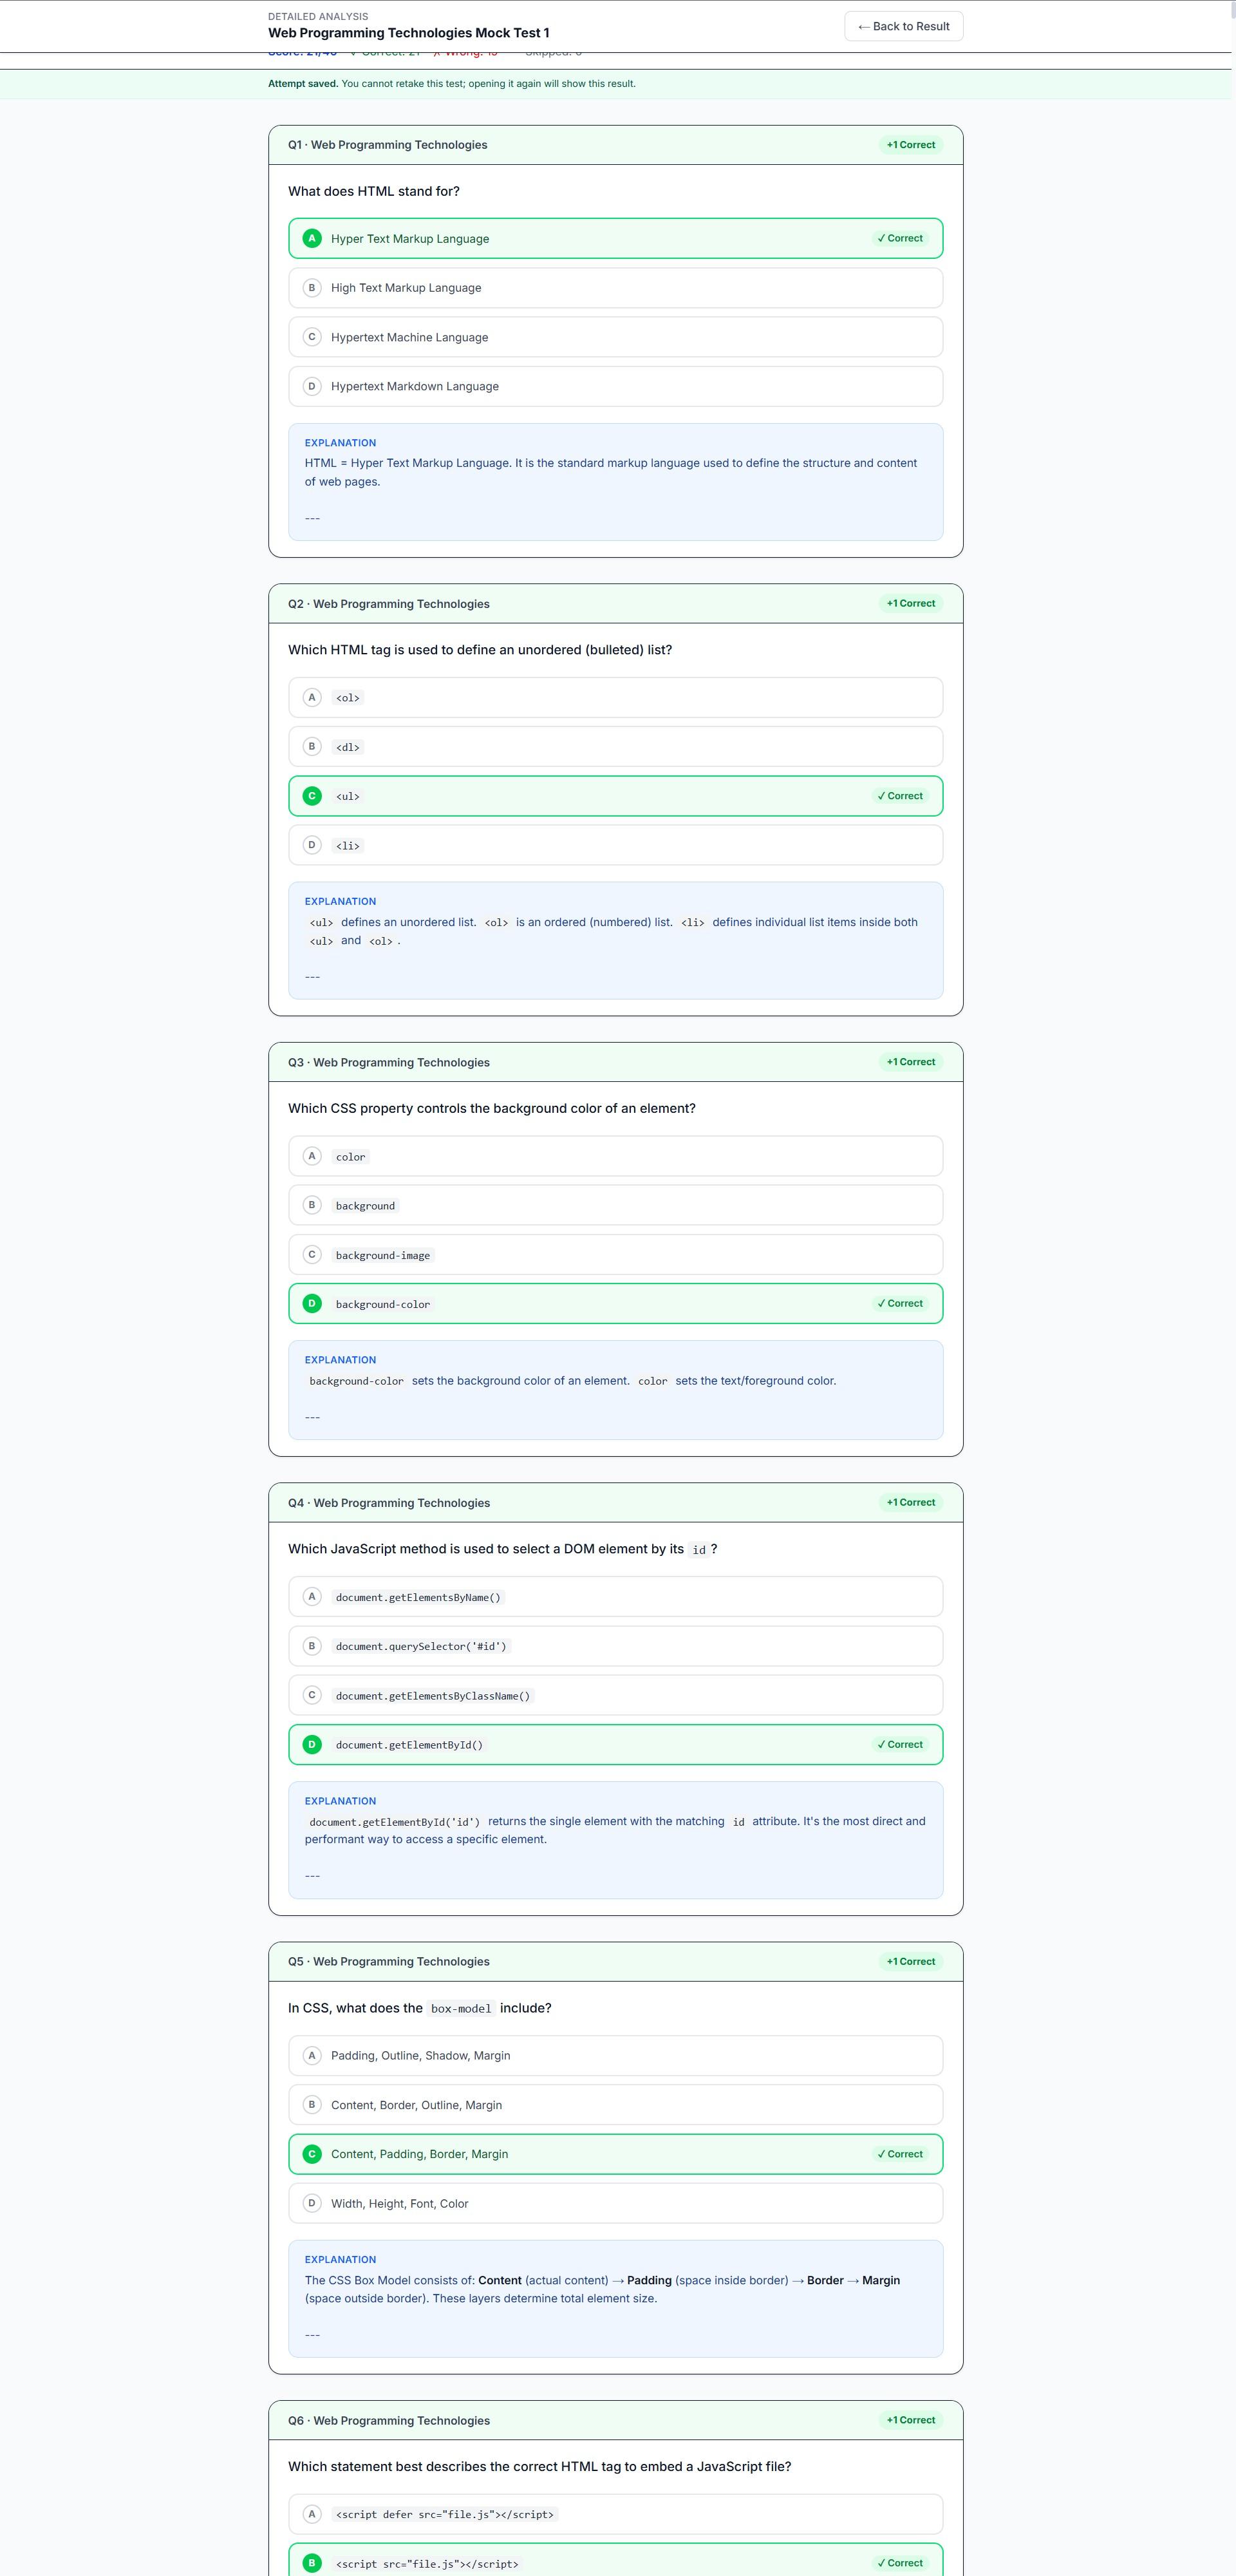 DETAILED ANALYSIS
Web Programming Technologies Mock Test 1
← Back to Result
Score: 21/40 ✓ Correct: 21 ✗ Wrong: 19 Skipped: 0
Attempt saved. You cannot retake this test; opening it again will show this result.
Q1 · Web Programming Technologies
+1 Correct
What does HTML stand for?
A Hyper Text Markup Language ✓ Correct
B High Text Markup Language
C Hypertext Machine Language
D Hypertext Markdown Language
EXPLANATION
HTML = Hyper Text Markup Language. It is the standard markup language used to define the structure and content
of web pages.
---
Q2 · Web Programming Technologies
+1 Correct
Which HTML tag is used to define an unordered (bulleted) list?
A <ol>
B <dl>
C <ul> ✓ Correct
D <li>
EXPLANATION
<ul> defines an unordered list. <ol> is an ordered (numbered) list. <li> defines individual list items inside both
<ul> and <ol>.
---
Q3 · Web Programming Technologies
+1 Correct
Which CSS property controls the background color of an element?
A color
B background
C background-image
D background-color ✓ Correct
EXPLANATION
background-color sets the background color of an element. color sets the text/foreground color.
---
Q4 · Web Programming Technologies
+1 Correct
Which JavaScript method is used to select a DOM element by its id?
A document.getElementsByName()
B document.querySelector('#id')
C document.getElementsByClassName()
D document.getElementById() ✓ Correct
EXPLANATION
document.getElementById('id') returns the single element with the matching id attribute. It's the most direct and
performant way to access a specific element.
---
Q5 · Web Programming Technologies
+1 Correct
In CSS, what does the box-model include?
A Padding, Outline, Shadow, Margin
B Content, Border, Outline, Margin
C Content, Padding, Border, Margin ✓ Correct
D Width, Height, Font, Color
EXPLANATION
The CSS Box Model consists of: Content (actual content) → Padding (space inside border) → Border → Margin
(space outside border). These layers determine total element size.
---
Q6 · Web Programming Technologies
+1 Correct
Which statement best describes the correct HTML tag to embed a JavaScript file?
A <script defer src="file.js"></script>
B <script src="file.js"></script> ✓ Correct